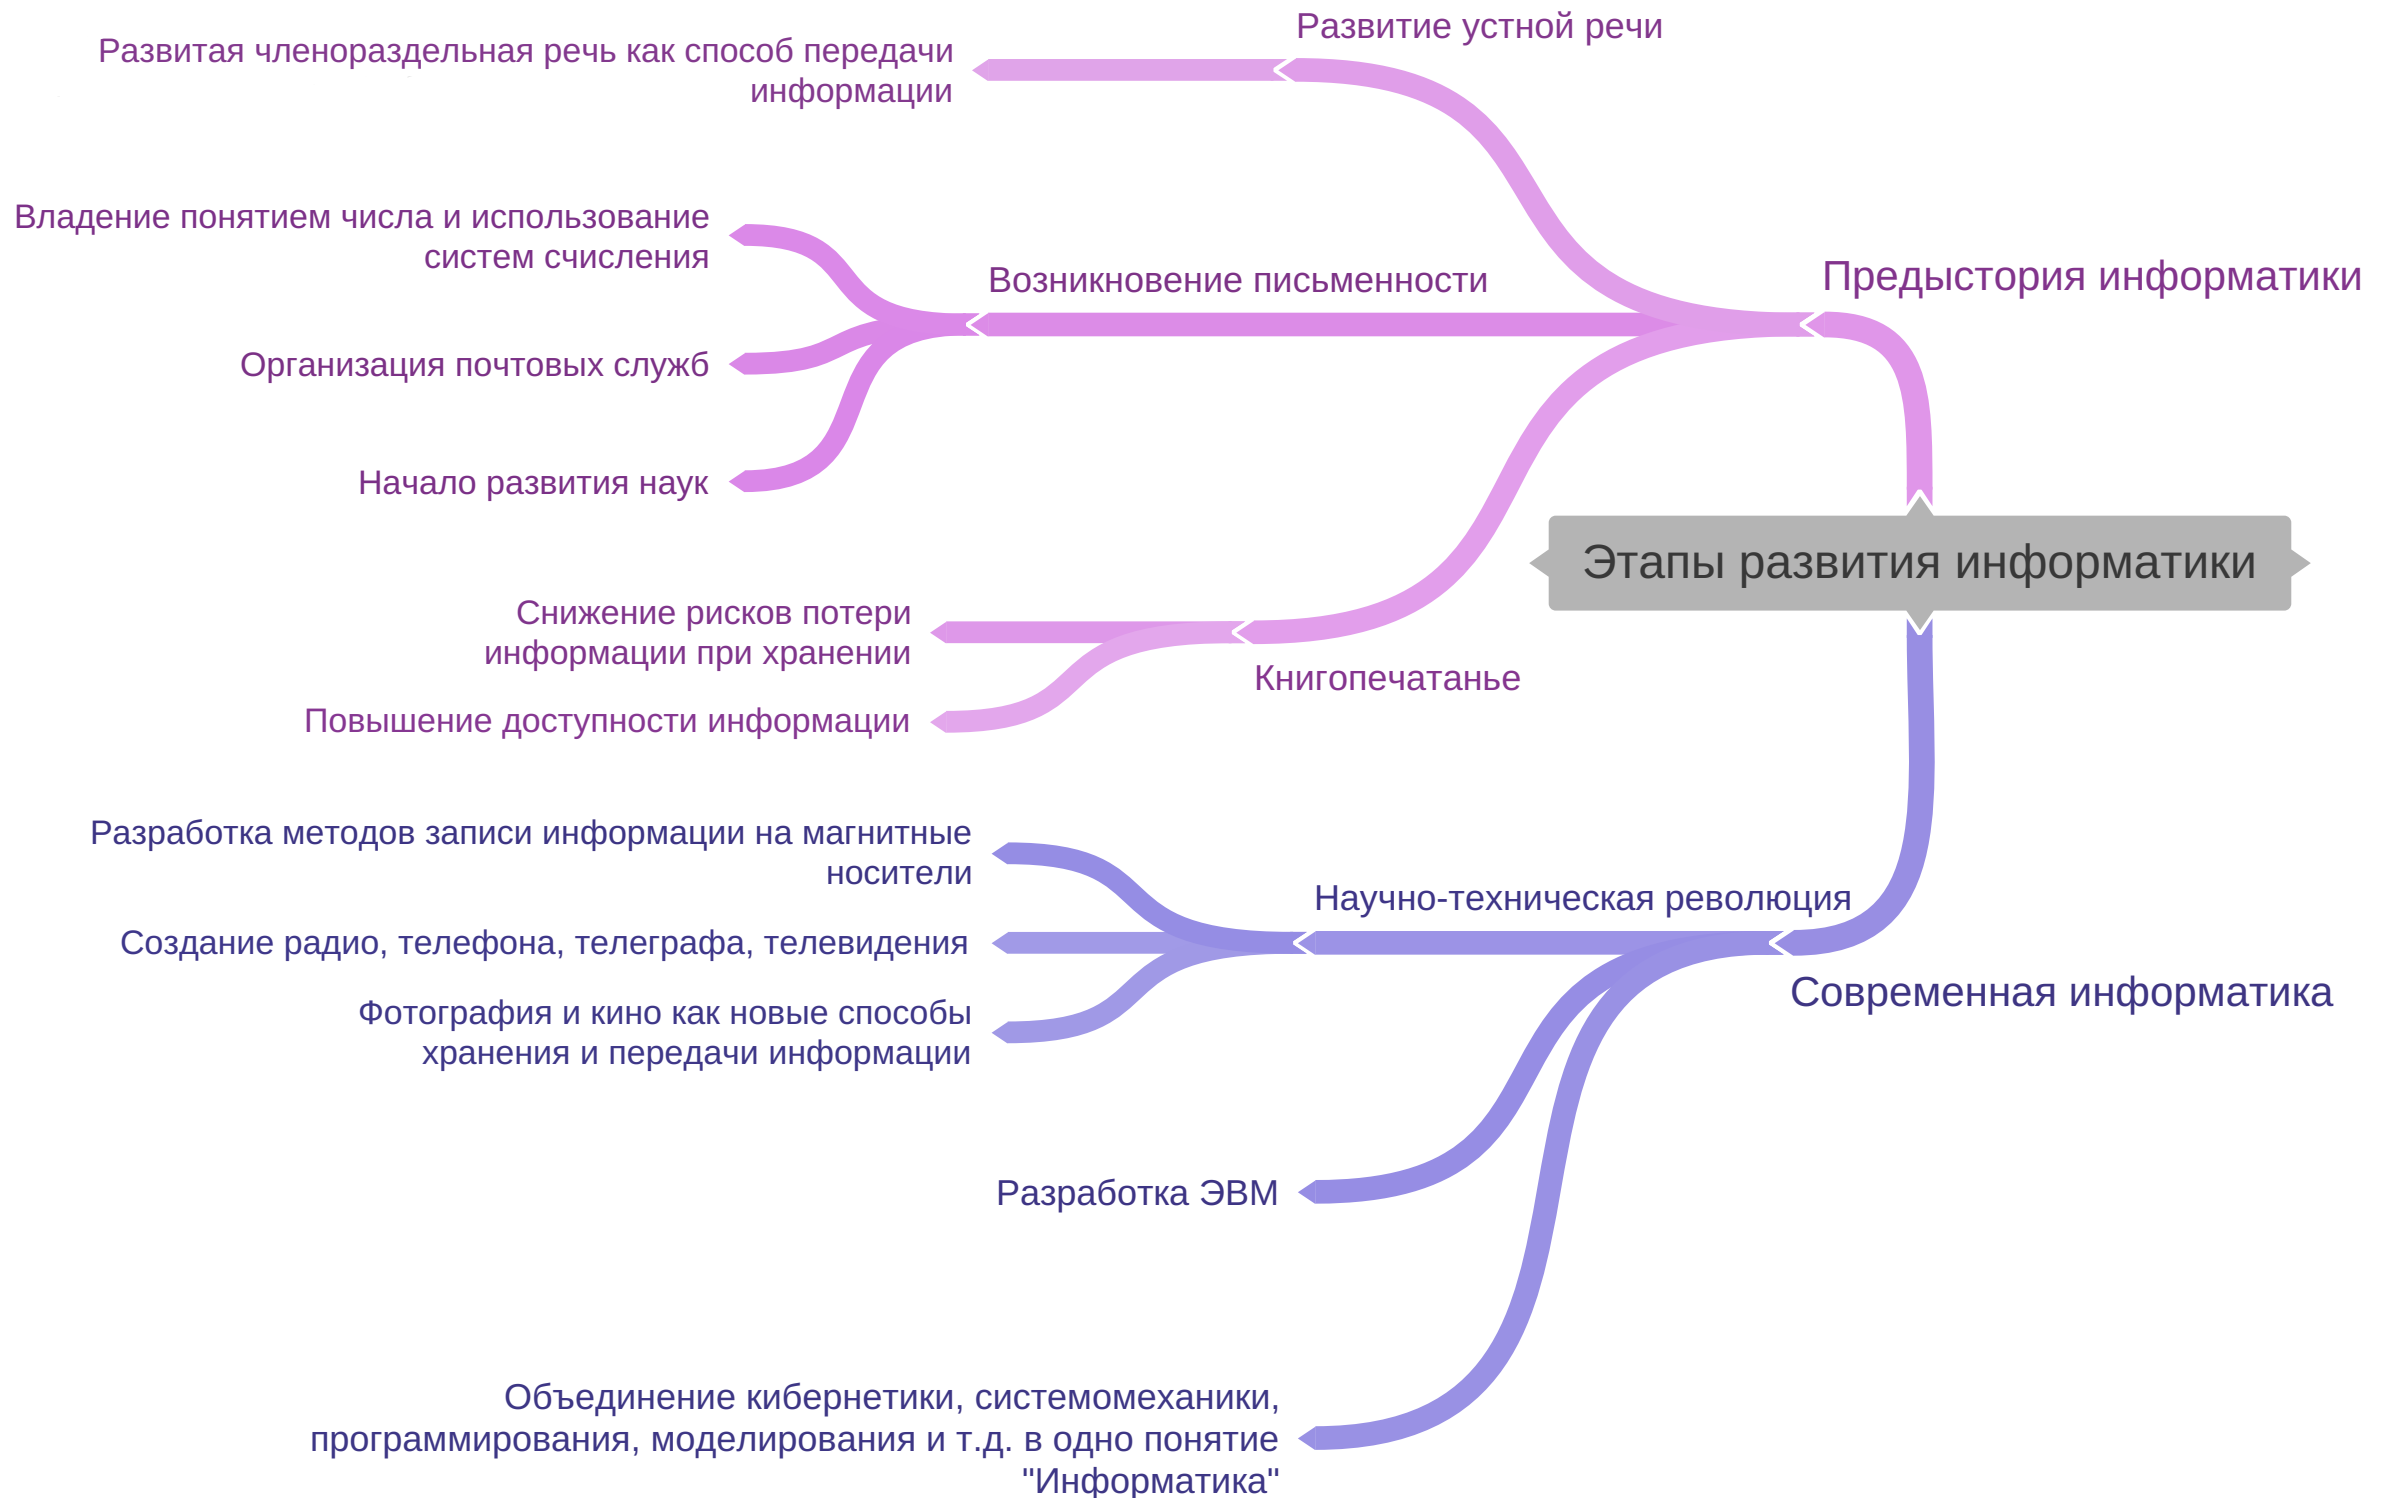 Этапы развития информатики
Предыстория информатики
Развитие устной речи
Развитая членораздельная речь как способ передачи
информации
Возникновение письменности
Владение понятием числа и использование
систем счисления
Организация почтовых служб
Начало развития наук
Книгопечатанье
Снижение рисков потери
информации при хранении
Повышение доступности информации
Современная информатика
Научно-техническая революция
Разработка методов записи информации на магнитные
носители
Создание радио, телефона, телеграфа, телевидения
Фотография и кино как новые способы
хранения и передачи информации
Разработка ЭВМ
Объединение кибернетики, системомеханики,
программирования, моделирования и т.д. в одно понятие
"Информатика"